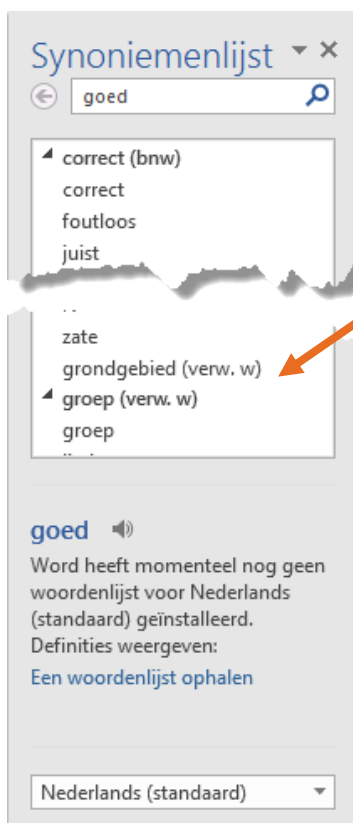 Synoniemenlijst
goed
correct (bnw)
correct
foutloos
juist
zate
grondgebied (verw. w)
groep (verw. w)
groep
goed
Word heeft momenteel nog geen
woordenlijst voor Nederlands
(standaard) geïnstalleerd.
Definities weergeven:
Een woordenlijst ophalen
Nederlands (standaard)